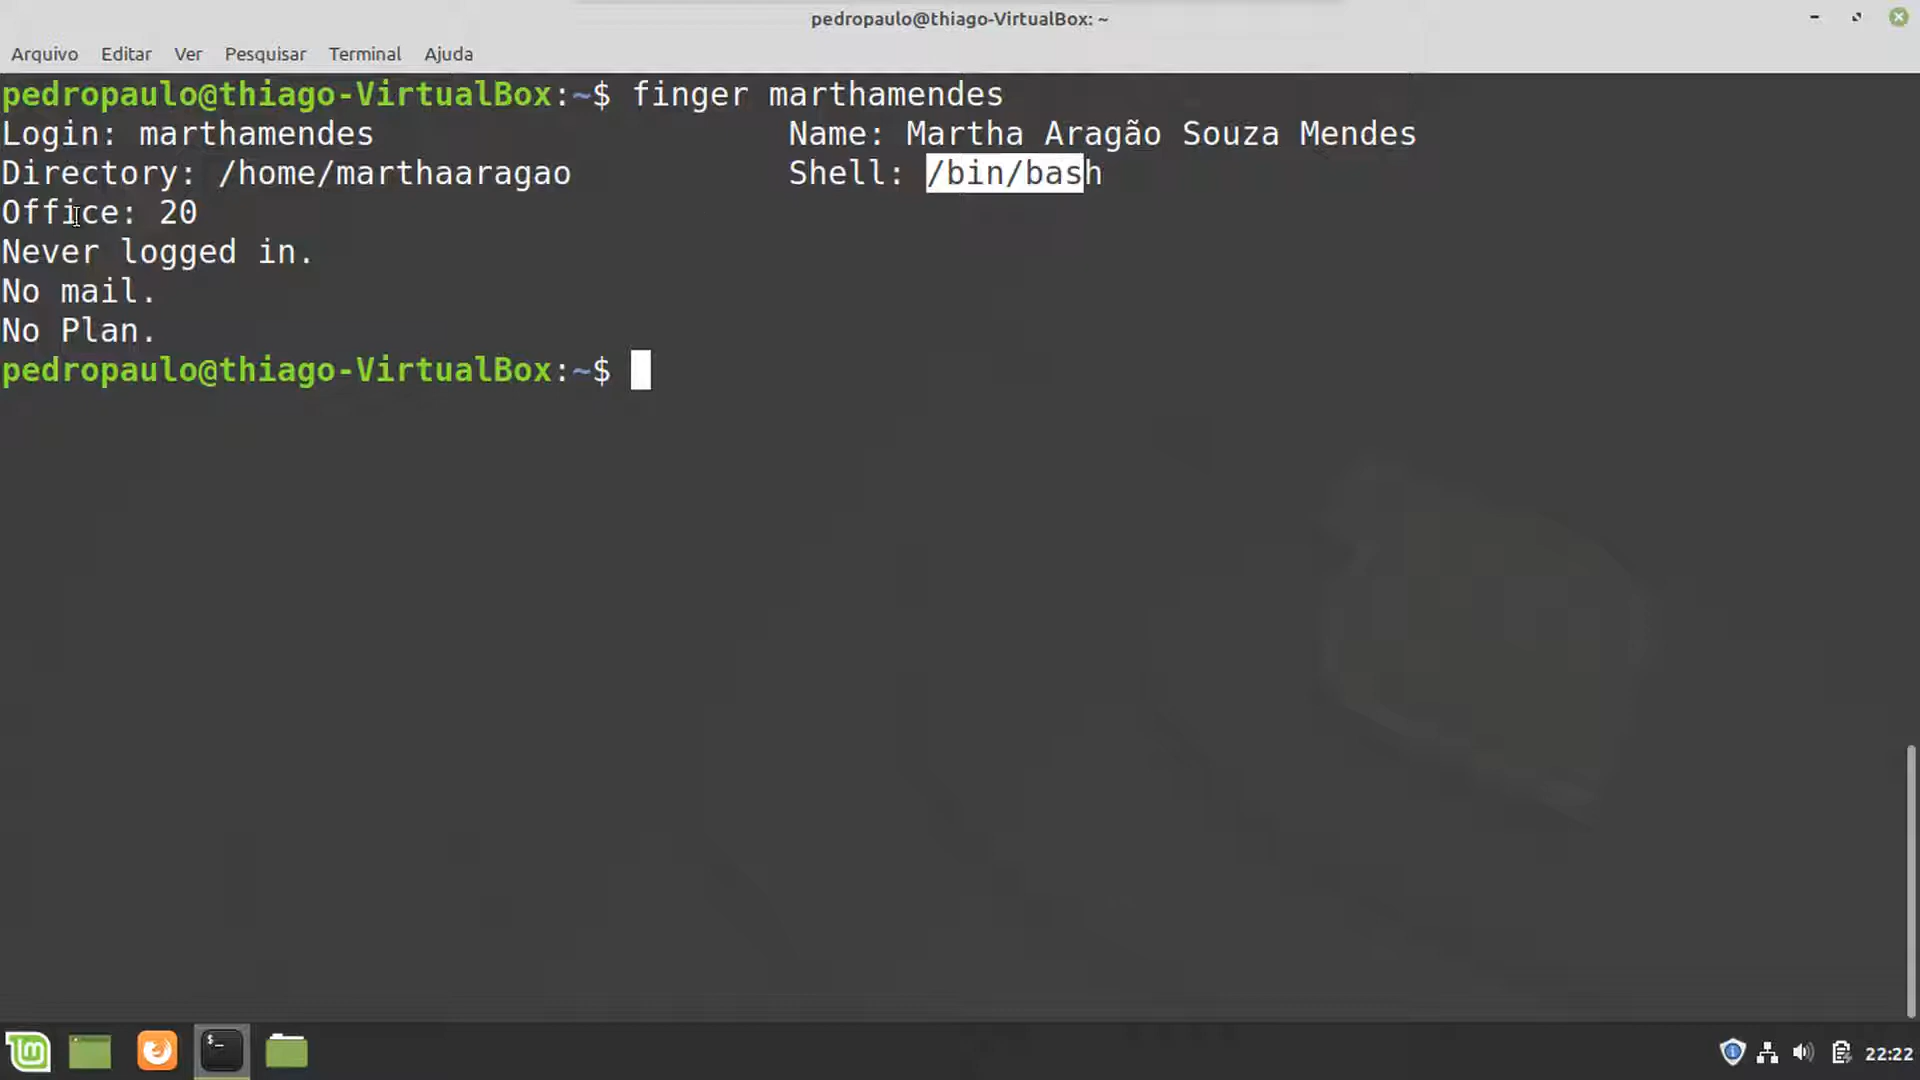 pedropaulo@thiago-VirtualBox: ~
Arquivo Editar Ver Pesquisar Terminal Ajuda
pedropaulo@thiago-VirtualBox:~$ finger marthamendes
Login: marthamendes Name: Martha Aragão Souza Mendes
Directory: /home/marthaaragao Shell: /bin/bash
Office: 20
Never logged in.
No mail.
No Plan.
pedropaulo@thiago-VirtualBox:~$
22:22